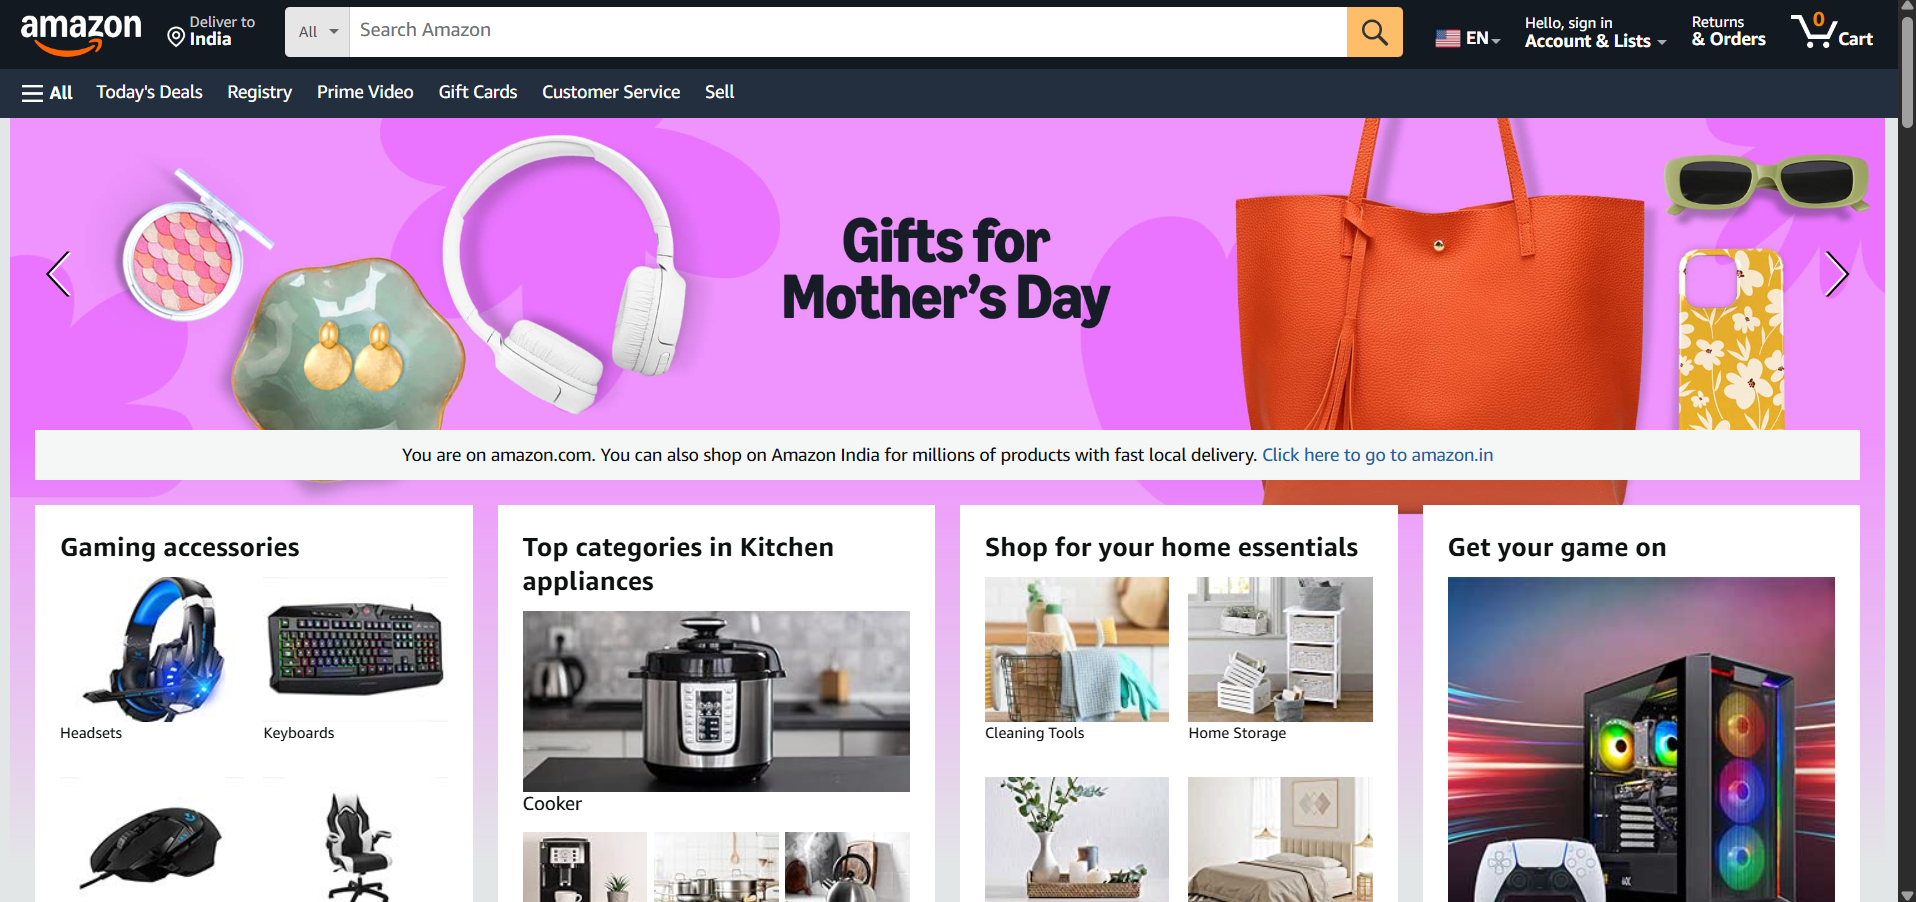 amazon
Deliver to
India
All
Search Amazon
EN
Hello, sign in
Account & Lists
Returns
& Orders
0
Cart
All
Today's Deals
Registry
Prime Video
Gift Cards
Customer Service
Sell
Gifts for
Mother's Day
You are on amazon.com. You can also shop on Amazon India for millions of products with fast local delivery. Click here to go to amazon.in
Gaming accessories
Headsets
Keyboards
Top categories in Kitchen
appliances
Cooker
Shop for your home essentials
Cleaning Tools
Home Storage
Get your game on